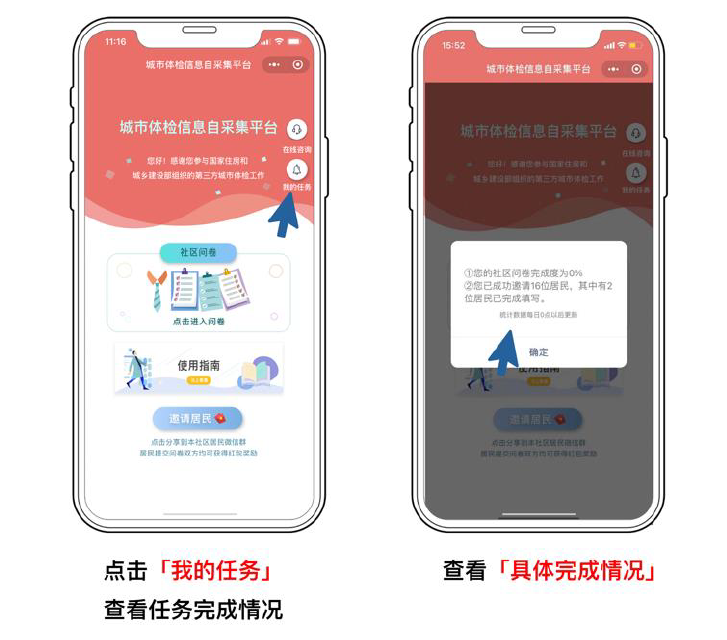 11:16
城市体检信息自采集平台
城市体检信息自采集平台
在线咨询
您好！感谢您参与国家住房和
城乡建设部组织的第三方城市体检工作
我的任务
社区问卷
点击进入问卷
使用指南
邀请居民
点击分享到本社区居民微信群
居民提交问卷双方均可获得红包奖励
点击「我的任务」
查看任务完成情况
15:52
城市体检信息自采集平台
城市体检信息自采集平台
在线咨询
您好！感谢您参与国家住房和
城乡建设部组织的第三方城市体检工作
我的任务
①您的社区问卷完成度为0%
②您已成功邀请16位居民，其中有2
位居民已完成填写。
统计数据每日0点以后更新
确定
使用指南
邀请居民
点击分享到本社区居民微信群
居民提交问卷双方均可获得红包奖励
查看「具体完成情况」